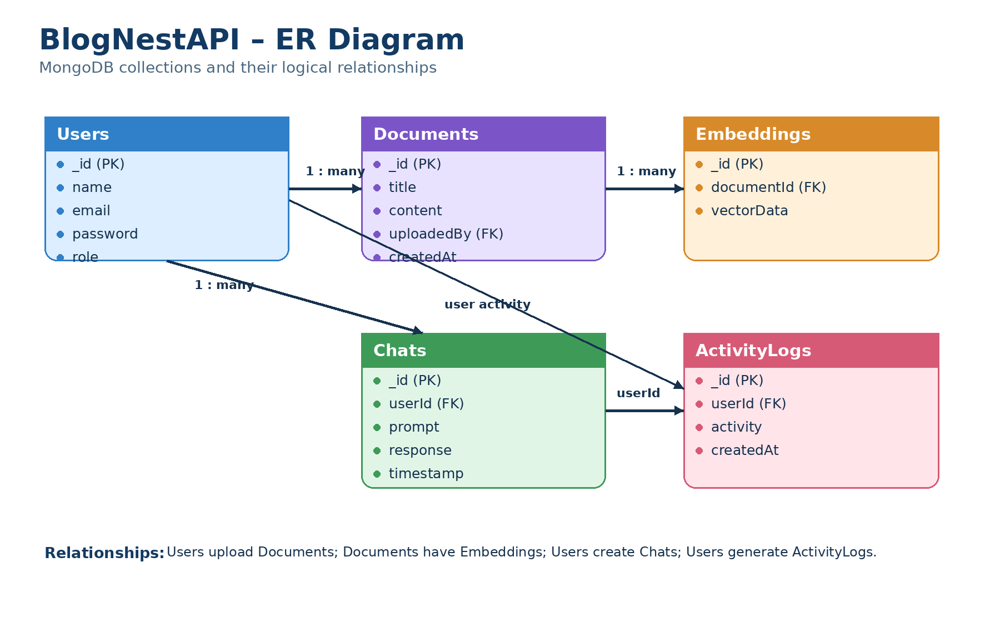 BlogNestAPI – ER Diagram
MongoDB collections and their logical relationships
Users
_id (PK)
name
email
password
role
1 : many
Documents
_id (PK)
title
content
uploadedBy (FK)
createdAt
1 : many
Embeddings
_id (PK)
documentId (FK)
vectorData
1 : many
user activity
Chats
_id (PK)
userId (FK)
prompt
response
timestamp
userId
ActivityLogs
_id (PK)
userId (FK)
activity
createdAt
Relationships: Users upload Documents; Documents have Embeddings; Users create Chats; Users generate ActivityLogs.